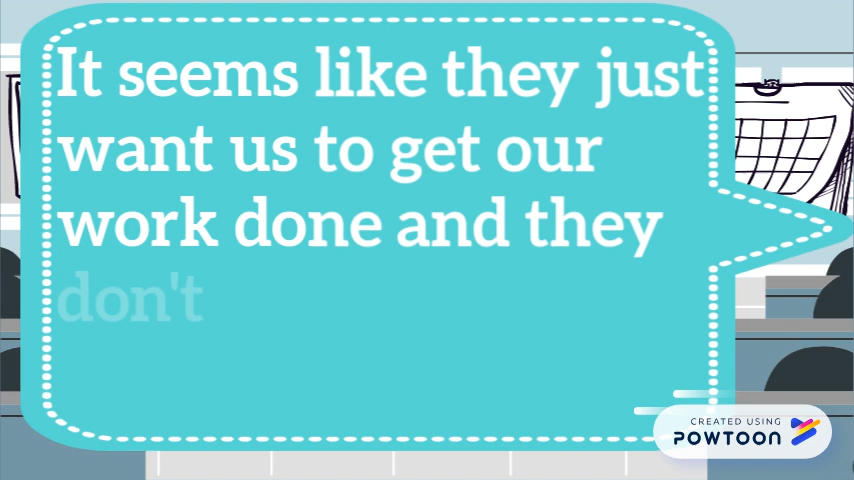 It seems like they just
want us to get our
work done and they
don't
CREATED USING
POWTOON